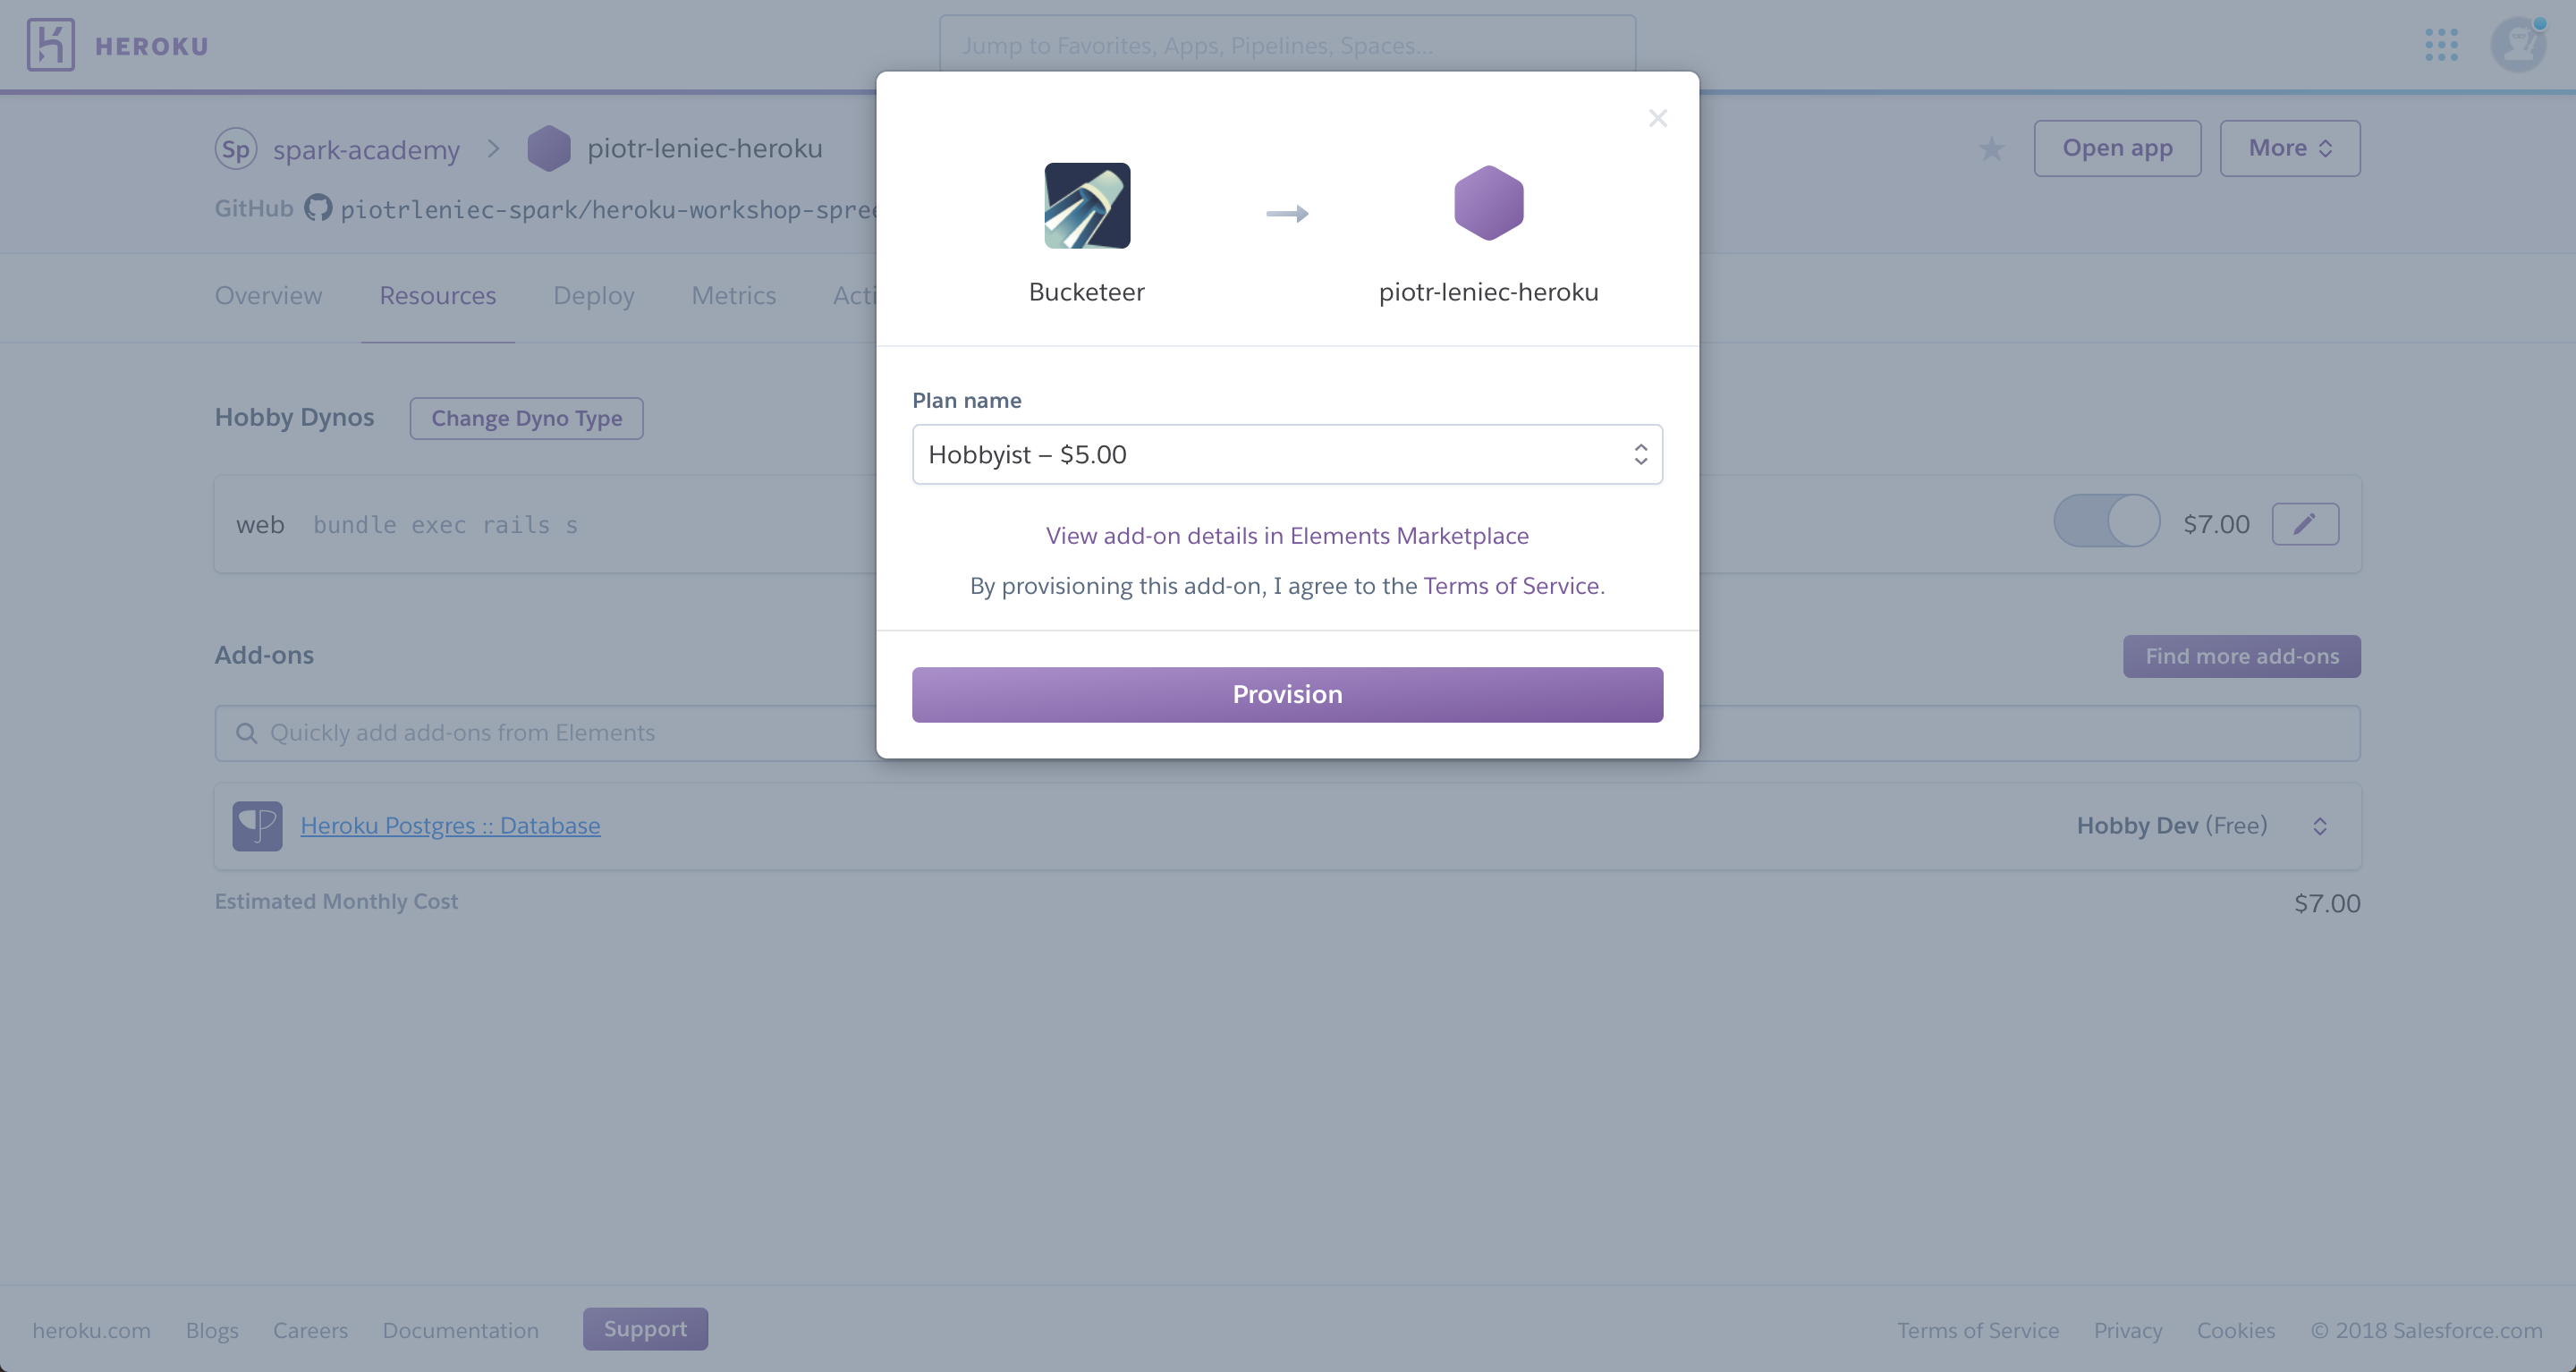 HEROKU
Jump to Favorites, Apps, Pipelines, Spaces...
Sp spark-academy piotr-leniec-heroku
Open app
More
GitHub piotrleniec-spark/heroku-workshop-spree
Overview Resources Deploy Metrics Acti
Bucketeer
piotr-leniec-heroku
Plan name
Hobbyist – $5.00
View add-on details in Elements Marketplace
By provisioning this add-on, I agree to the Terms of Service.
Provision
Hobby Dynos Change Dyno Type
web bundle exec rails s $7.00
Add-ons Find more add-ons
Quickly add add-ons from Elements
Heroku Postgres :: Database Hobby Dev (Free)
Estimated Monthly Cost $7.00
heroku.com Blogs Careers Documentation Support Terms of Service Privacy Cookies © 2018 Salesforce.com